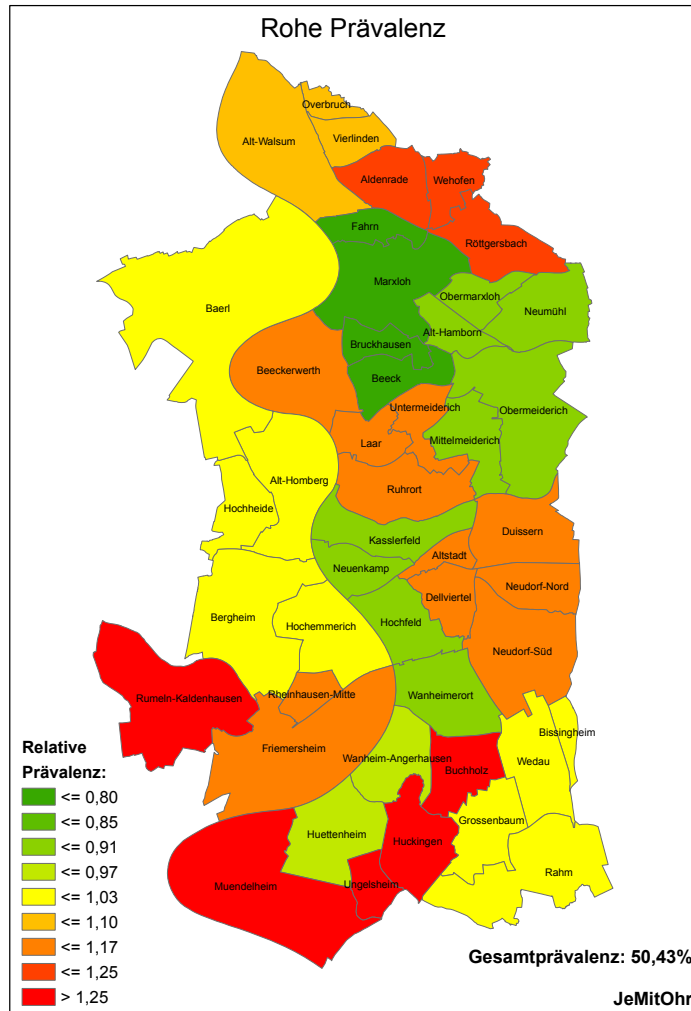 Rohe Prävalenz
Overbruch
Alt-Walsum
Vierlinden
Aldenrade
Wehofen
Fahrn
Röttgersbach
Marxloh
Obermarxloh
Baerl
Neumühl
Alt-Hamborn
Bruckhausen
Beeckerwerth
Beeck
Untermeiderich
Obermeiderich
Laar
Mittelmeiderich
Alt-Homberg
Ruhrort
Hochheide
Duissern
Kasslerfeld
Altstadt
Neuenkamp
Neudorf-Nord
Dellviertel
Bergheim
Hochemmerich
Hochfeld
Neudorf-Süd
Rumeln-Kaldenhausen
Rheinhausen-Mitte
Wanheimerort
Bissingheim
Friemersheim
Wanheim-Angerhausen
Wedau
Buchholz
Grossenbaum
Huettenheim
Huckingen
Rahm
Muendelheim
Ungelsheim
Relative
Prävalenz:
<= 0,80
<= 0,85
<= 0,91
<= 0,97
<= 1,03
<= 1,10
<= 1,17
<= 1,25
> 1,25
Gesamtprävalenz: 50,43%
JeMitOhr